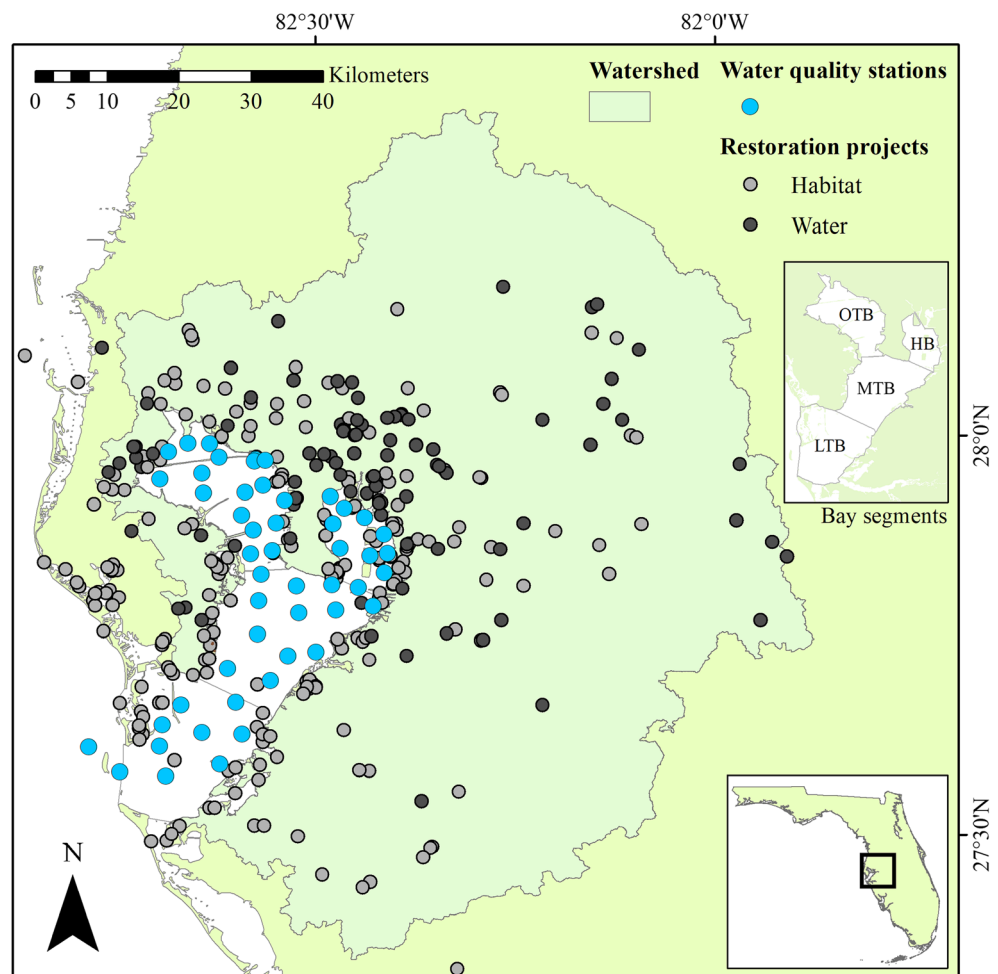 82°30'W 82°0'W
Kilometers
0 5 10 20 30 40
Watershed
Water quality stations
Restoration projects
Habitat
Water
OTB
HB
MTB
LTB
Bay segments
28°0'N
27°30'N
N